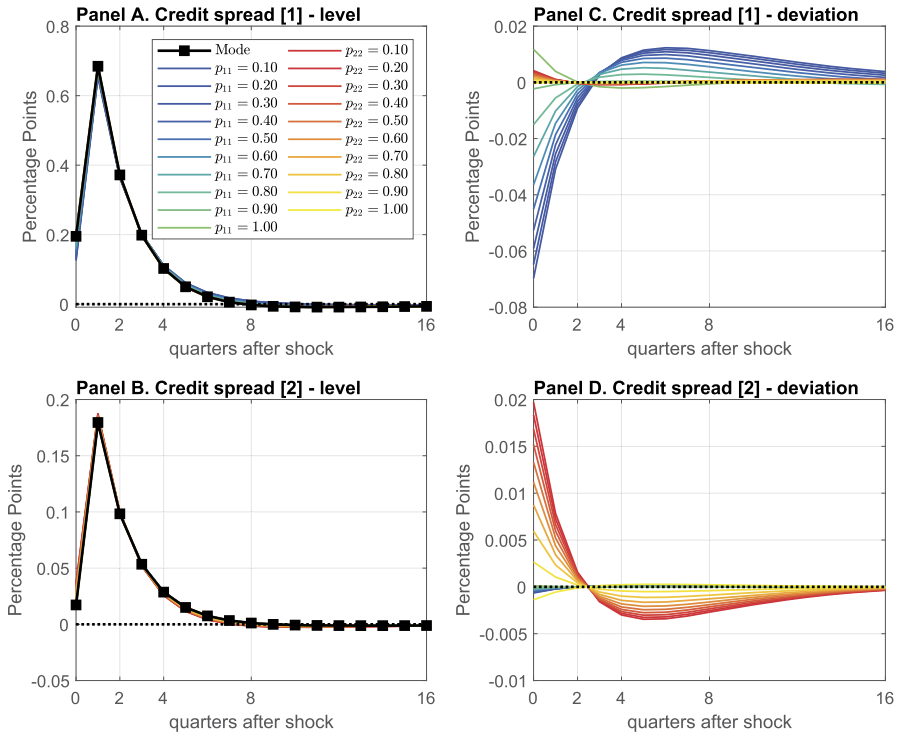 Panel A. Credit spread [1] - level
Percentage Points
0.8
0.6
0.4
0.2
0
0 2 4 8 16
quarters after shock
Mode
p11 = 0.10
p11 = 0.20
p11 = 0.30
p11 = 0.40
p11 = 0.50
p11 = 0.60
p11 = 0.70
p11 = 0.80
p11 = 0.90
p11 = 1.00
p22 = 0.10
p22 = 0.20
p22 = 0.30
p22 = 0.40
p22 = 0.50
p22 = 0.60
p22 = 0.70
p22 = 0.80
p22 = 0.90
p22 = 1.00
Panel C. Credit spread [1] - deviation
Percentage Points
0.02
0
-0.02
-0.04
-0.06
-0.08
0 2 4 8 16
quarters after shock
Panel B. Credit spread [2] - level
Percentage Points
0.2
0.15
0.1
0.05
0
-0.05
0 2 4 8 16
quarters after shock
Panel D. Credit spread [2] - deviation
Percentage Points
0.02
0.015
0.01
0.005
0
-0.005
-0.01
0 2 4 8 16
quarters after shock